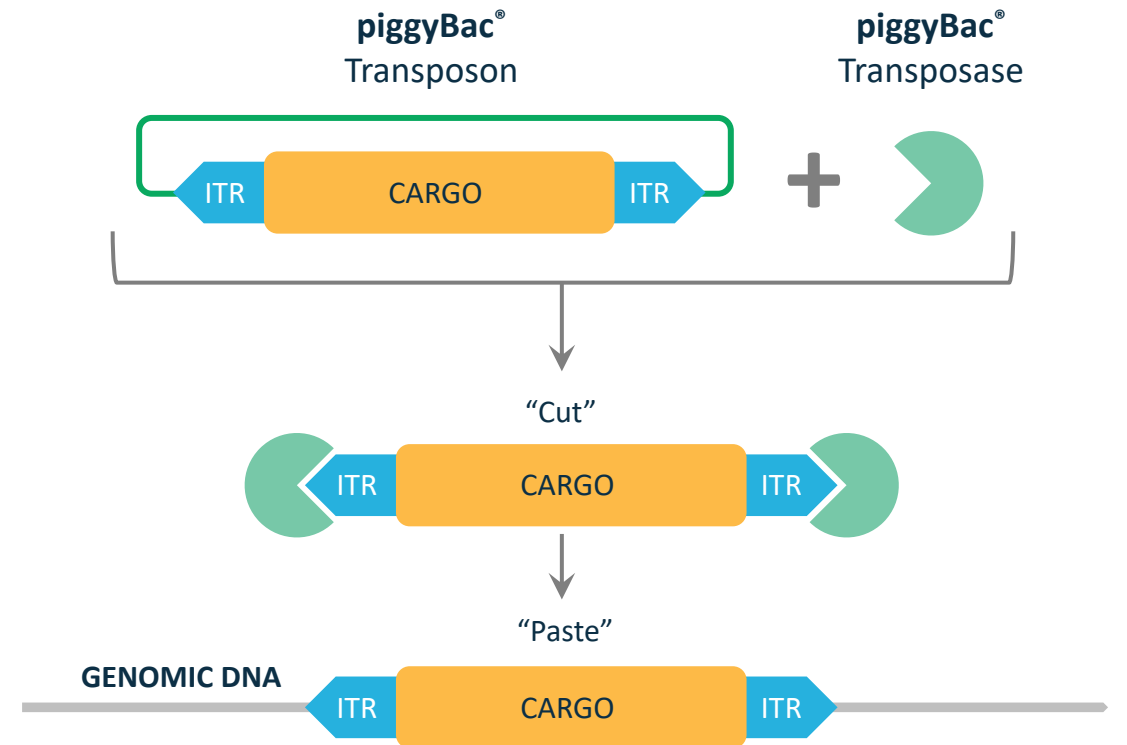 piggyBac®
Transposon
piggyBac®
Transposase
ITR
CARGO
ITR
“Cut”
ITR
CARGO
ITR
“Paste”
GENOMIC DNA
ITR
CARGO
ITR